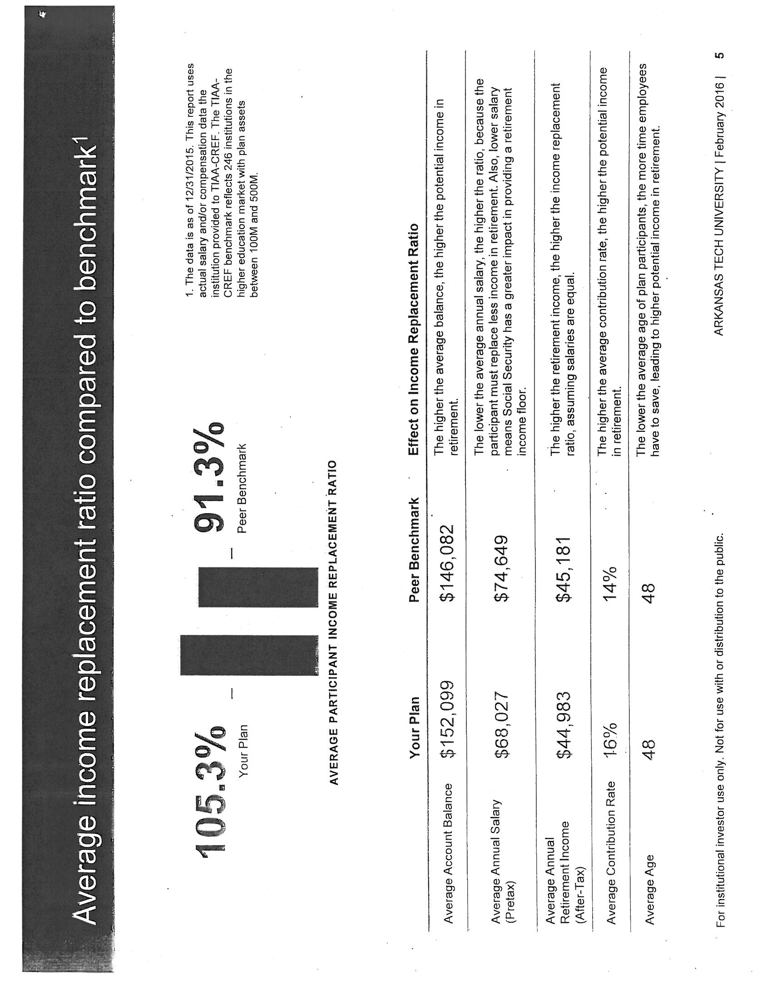 Average income replacement ratio compared to benchmark1
105.3%
Your Plan
91.3%
Peer Benchmark
AVERAGE PARTICIPANT INCOME REPLACEMENT RATIO
1. The data is as of 12/31/2015. This report uses
actual salary and/or compensation data the
institution provided to TIAA-CREF. The TIAA-
CREF benchmark reflects 246 institutions in the
higher education market with plan assets
between 100M and 500M.
Your Plan Peer Benchmark Effect on Income Replacement Ratio
Average Account Balance $152,099 $146,082 The higher the average balance, the higher the potential income in
retirement.
Average Annual Salary
(Pretax)
$68,027 $74,649
The lower the average annual salary, the higher the ratio, because the
participant must replace less income in retirement. Also, lower salary
means Social Security has a greater impact in providing a retirement
income floor.
Average Annual
Retirement Income
(After-Tax)
$44,983 $45,181
The higher the retirement income, the higher the income replacement
ratio, assuming salaries are equal.
Average Contribution Rate 16% 14% The higher the average contribution rate, the higher the potential income
in retirement.
Average Age 48 48 The lower the average age of plan participants, the more time employees
have to save, leading to higher potential income in retirement.
For institutional investor use only. Not for use with or distribution to the public.
ARKANSAS TECH UNIVERSITY | February 2016 | 5